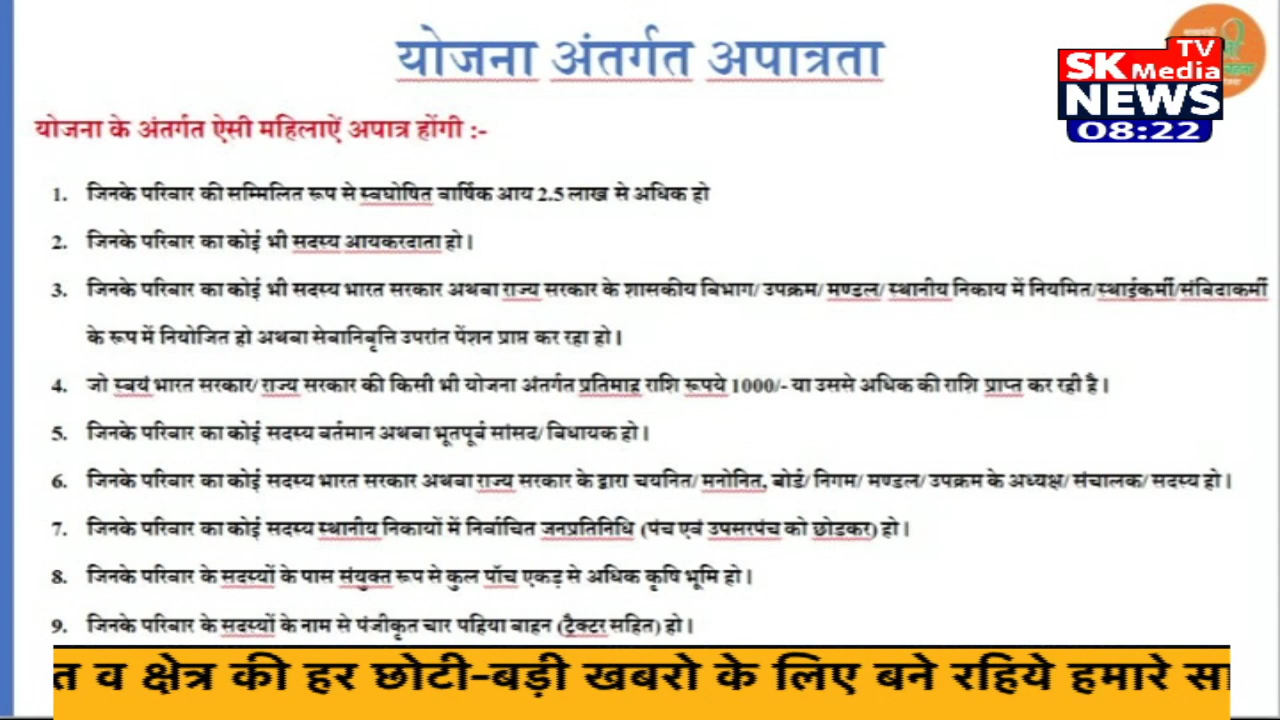 योजना अंतर्गत अपात्रता
TV
SK Media
NEWS
08:22
योजना के अंतर्गत ऐसी महिलाऐं अपात्र होंगी :-
1. जिनके परिवार की सम्मिलित रूप से स्वघोषित वार्षिक आय 2.5 लाख से अधिक हो
2. जिनके परिवार का कोई भी सदस्य आयकरदाता हो।
3. जिनके परिवार का कोई भी सदस्य भारत सरकार अथवा राज्य सरकार के शासकीय विभाग/ उपक्रम/ मण्डल/ स्थानीय निकाय में नियमित/स्थाईकर्मी/संविदाकर्मी
के रूप में नियोजित हो अथवा सेवानिवृत्ति उपरांत पेंशन प्राप्त कर रहा हो।
4. जो स्वयं भारत सरकार/ राज्य सरकार की किसी भी योजना अंतर्गत प्रतिमाह राशि रूपये 1000/- या उससे अधिक की राशि प्राप्त कर रही है।
5. जिनके परिवार का कोई सदस्य वर्तमान अथवा भूतपूर्व सांसद/ विधायक हो।
6. जिनके परिवार का कोई सदस्य भारत सरकार अथवा राज्य सरकार के द्वारा चयनित/ मनोनित, बोर्ड/ निगम/ मण्डल/ उपक्रम के अध्यक्ष/ संचालक/ सदस्य हो।
7. जिनके परिवार का कोई सदस्य स्थानीय निकायों में निर्वाचित जनप्रतिनिधि (पंच एवं उपसरपंच को छोडकर) हो।
8. जिनके परिवार के सदस्यों के पास संयुक्त रूप से कुल पॉच एकड़ से अधिक कृषि भूमि हो।
9. जिनके परिवार के सदस्यों के नाम से पंजीकृत चार पहिया वाहन (ट्रैक्टर सहित) हो।
त व क्षेत्र की हर छोटी-बड़ी खबरो के लिए बने रहिये हमारे सा